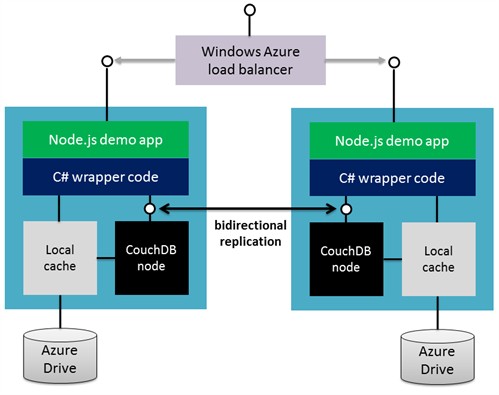 Windows Azure
load balancer
Node.js demo app
C# wrapper code
Local
cache
CouchDB
node
Azure
Drive
bidirectional
replication
Node.js demo app
C# wrapper code
CouchDB
node
Local
cache
Azure
Drive